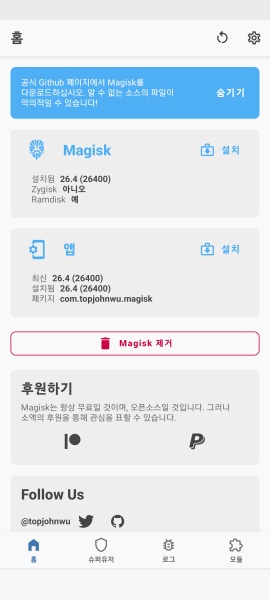 홈
공식 Github 페이지에서 Magisk를
다운로드하십시오. 알 수 없는 소스의 파일이
악의적일 수 있습니다!
숨기기
Magisk
설치
설치됨 26.4 (26400)
Zygisk 아니오
Ramdisk 예
앱
설치
최신 26.4 (26400)
설치됨 26.4 (26400)
패키지 com.topjohnwu.magisk
Magisk 제거
후원하기
Magisk는 항상 무료일 것이며, 오픈소스일 것입니다. 그러나
소액의 후원을 통해 관심을 표할 수 있습니다.
Follow Us
@topjohnwu
홈
슈퍼유저
로그
모듈